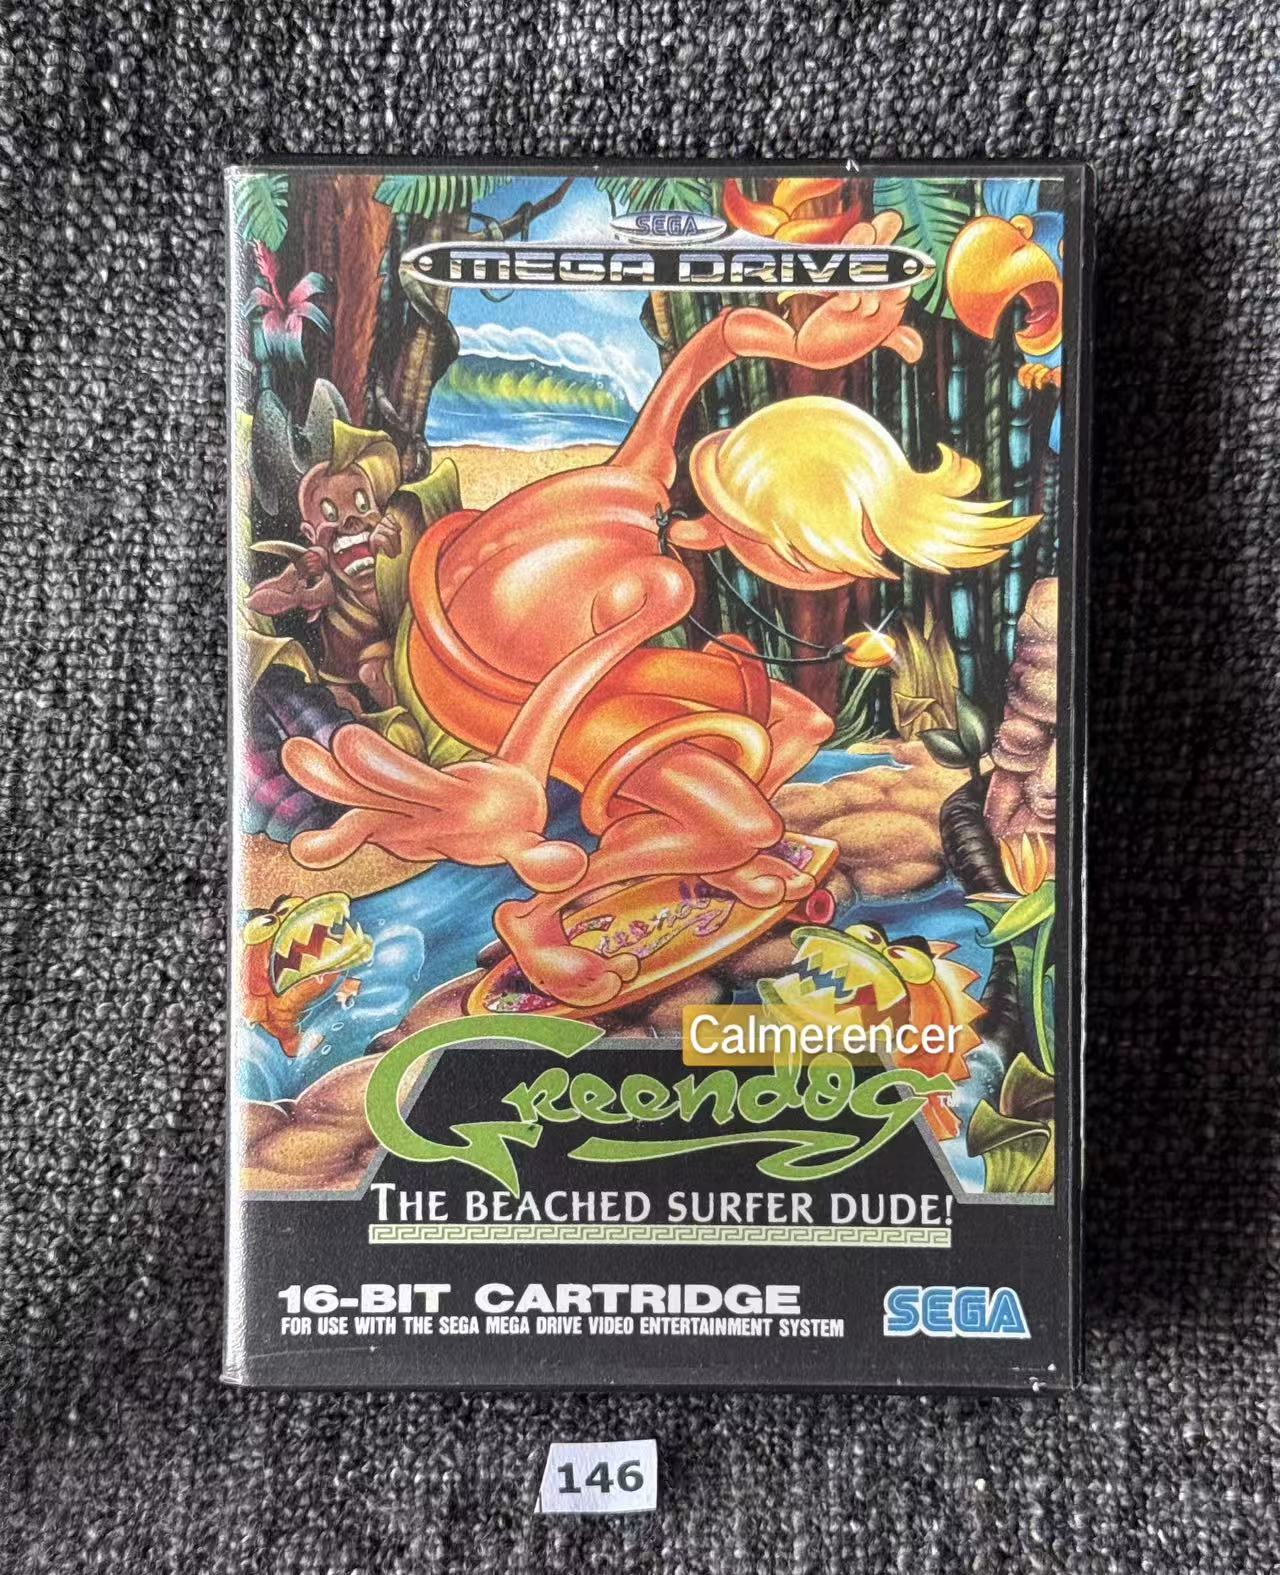 SEGA
MEGA DRIVE
Calmerencer
Greendog
TM
THE BEACHED SURFER DUDE!
16-BIT CARTRIDGE
FOR USE WITH THE SEGA MEGA DRIVE VIDEO ENTERTAINMENT SYSTEM
SEGA
146